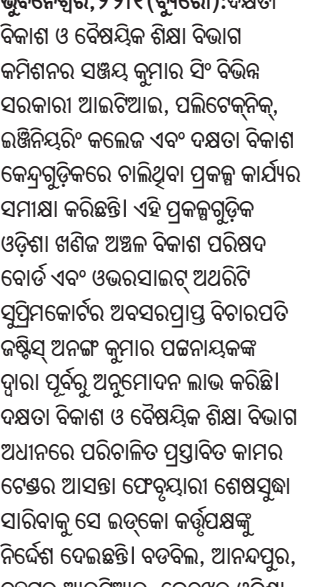 ଭୁବନେଶ୍ୱର,୨୨ା୧(ବ୍ୟୁରୋ):ଦକ୍ଷତା
ବିକାଶ ଓ ବୈଷୟିକ ଶିକ୍ଷା ବିଭାଗ
କମିଶନର ସଞ୍ଜୟ କୁମାର ସିଂ ବିଭିନ୍ନ
ସରକାରୀ ଆଇଟିଆଇ, ପଲିଟେକ୍‌ନିକ୍,
ଇଞ୍ଜିନିୟରିଂ କଲେଜ ଏବଂ ଦକ୍ଷତା ବିକାଶ
କେନ୍ଦ୍ରଗୁଡ଼ିକରେ ଚାଲିଥିବା ପ୍ରକଳ୍ପ କାର୍ଯ୍ୟର
ସମୀକ୍ଷା କରିଛନ୍ତି। ଏହି ପ୍ରକଳ୍ପଗୁଡ଼ିକ
ଓଡ଼ିଶା ଖଣିଜ ଅଞ୍ଚଳ ବିକାଶ ପରିଷଦ
ବୋର୍ଡ ଏବଂ ଓଭରସାଇଟ୍ ଅଥରିଟି
ସୁପ୍ରିମକୋର୍ଟର ଅବସରପ୍ରାପ୍ତ ବିଚାରପତି
ଜଷ୍ଟିସ୍ ଅନଙ୍ଗ କୁମାର ପଟ୍ଟନାୟକଙ୍କ
ଦ୍ୱାରା ପୂର୍ବରୁ ଅନୁମୋଦନ ଲାଭ କରିଛି।
ଦକ୍ଷତା ବିକାଶ ଓ ବୈଷୟିକ ଶିକ୍ଷା ବିଭାଗ
ଅଧୀନରେ ପରିଚାଳିତ ପ୍ରସ୍ତାବିତ କାମର
ଟେଣ୍ଡର ଆସନ୍ତା ଫେବୃୟାରୀ ଶେଷସୁଦ୍ଧା
ସାରିବାକୁ ସେ ଇଡ୍‌କୋ କର୍ତ୍ତୃପକ୍ଷଙ୍କୁ
ନିର୍ଦ୍ଦେଶ ଦେଇଛନ୍ତି। ବଡବିଲ, ଆନନ୍ଦପୁର,